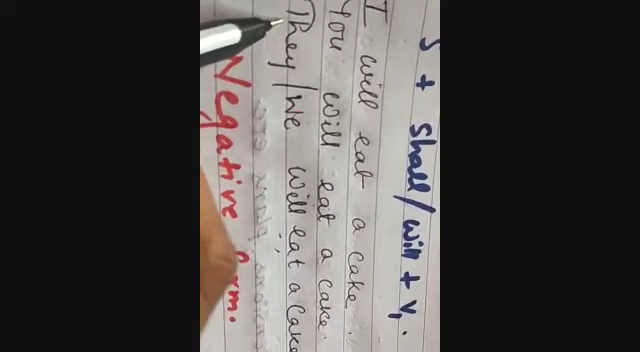 S + shall/will + V₁.
I will eat a cake.
You will eat a cake.
They/We will eat a cake
Negative form.